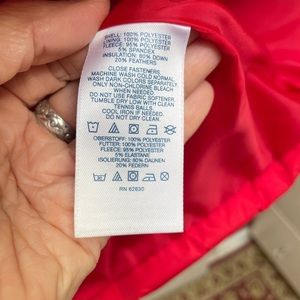 SHELL: 100% POLYESTER
LINING: 100% POLYESTER
FLEECE: 95% POLYESTER
5% SPANDEX
INSULATION: 80% DOWN
20% FEATHERS
CLOSE FASTENERS.
MACHINE WASH COLD NORMAL.
WASH DARK COLORS SEPARATELY.
ONLY NON-CHLORINE BLEACH
WHEN NEEDED.
DO NOT USE FABRIC SOFTENER.
TUMBLE DRY LOW WITH CLEAN
TENNIS BALLS.
COOL IRON IF NEEDED.
DO NOT DRY CLEAN.
OBERSTOFF: 100% POLYESTER
FUTTER: 100% POLYESTER
FLEECE: 95% POLYESTER
5% ELASTANE
ISOLIERUNG: 80% DAUNEN
20% FEDERN
RN 62830